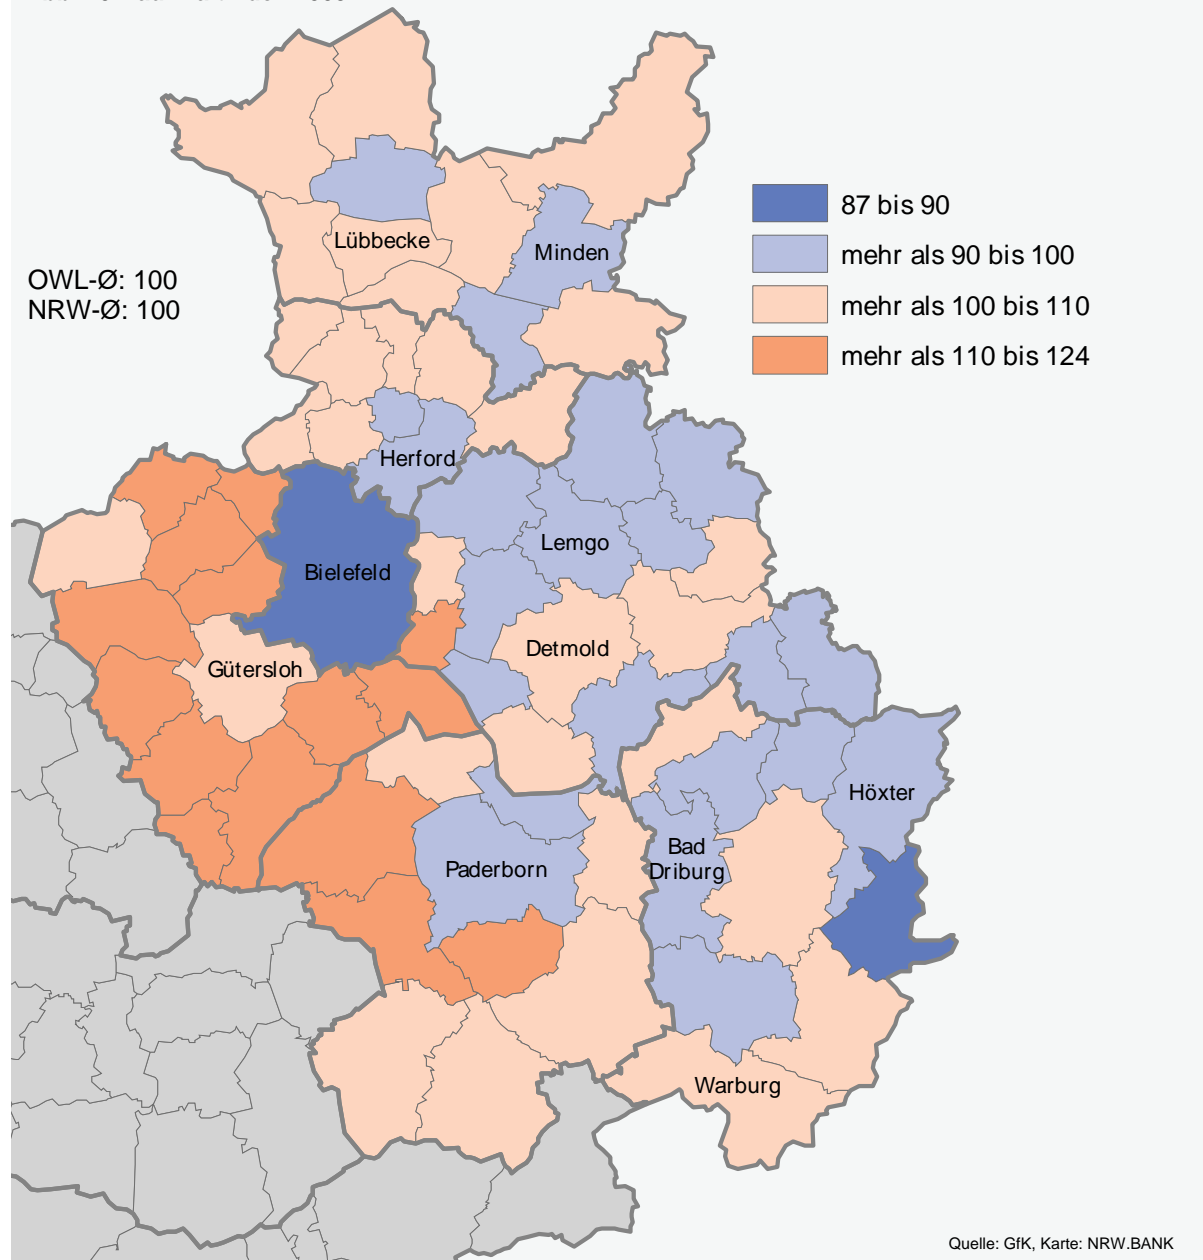 OWL-Ø: 100
NRW-Ø: 100
87 bis 90
mehr als 90 bis 100
mehr als 100 bis 110
mehr als 110 bis 124
Lübbecke
Minden
Herford
Lemgo
Bielefeld
Detmold
Gütersloh
Höxter
Bad
Driburg
Paderborn
Warburg
Quelle: GfK, Karte: NRW.BANK